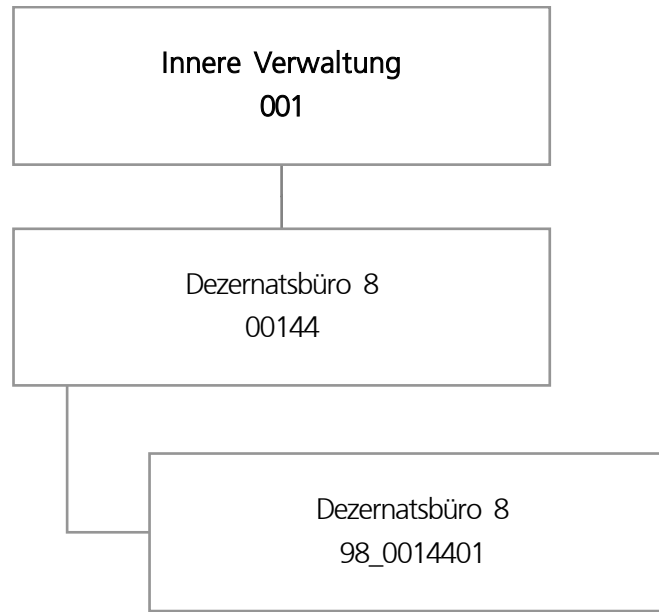 Innere Verwaltung
001
Dezernatsbüro 8
00144
Dezernatsbüro 8
98_0014401